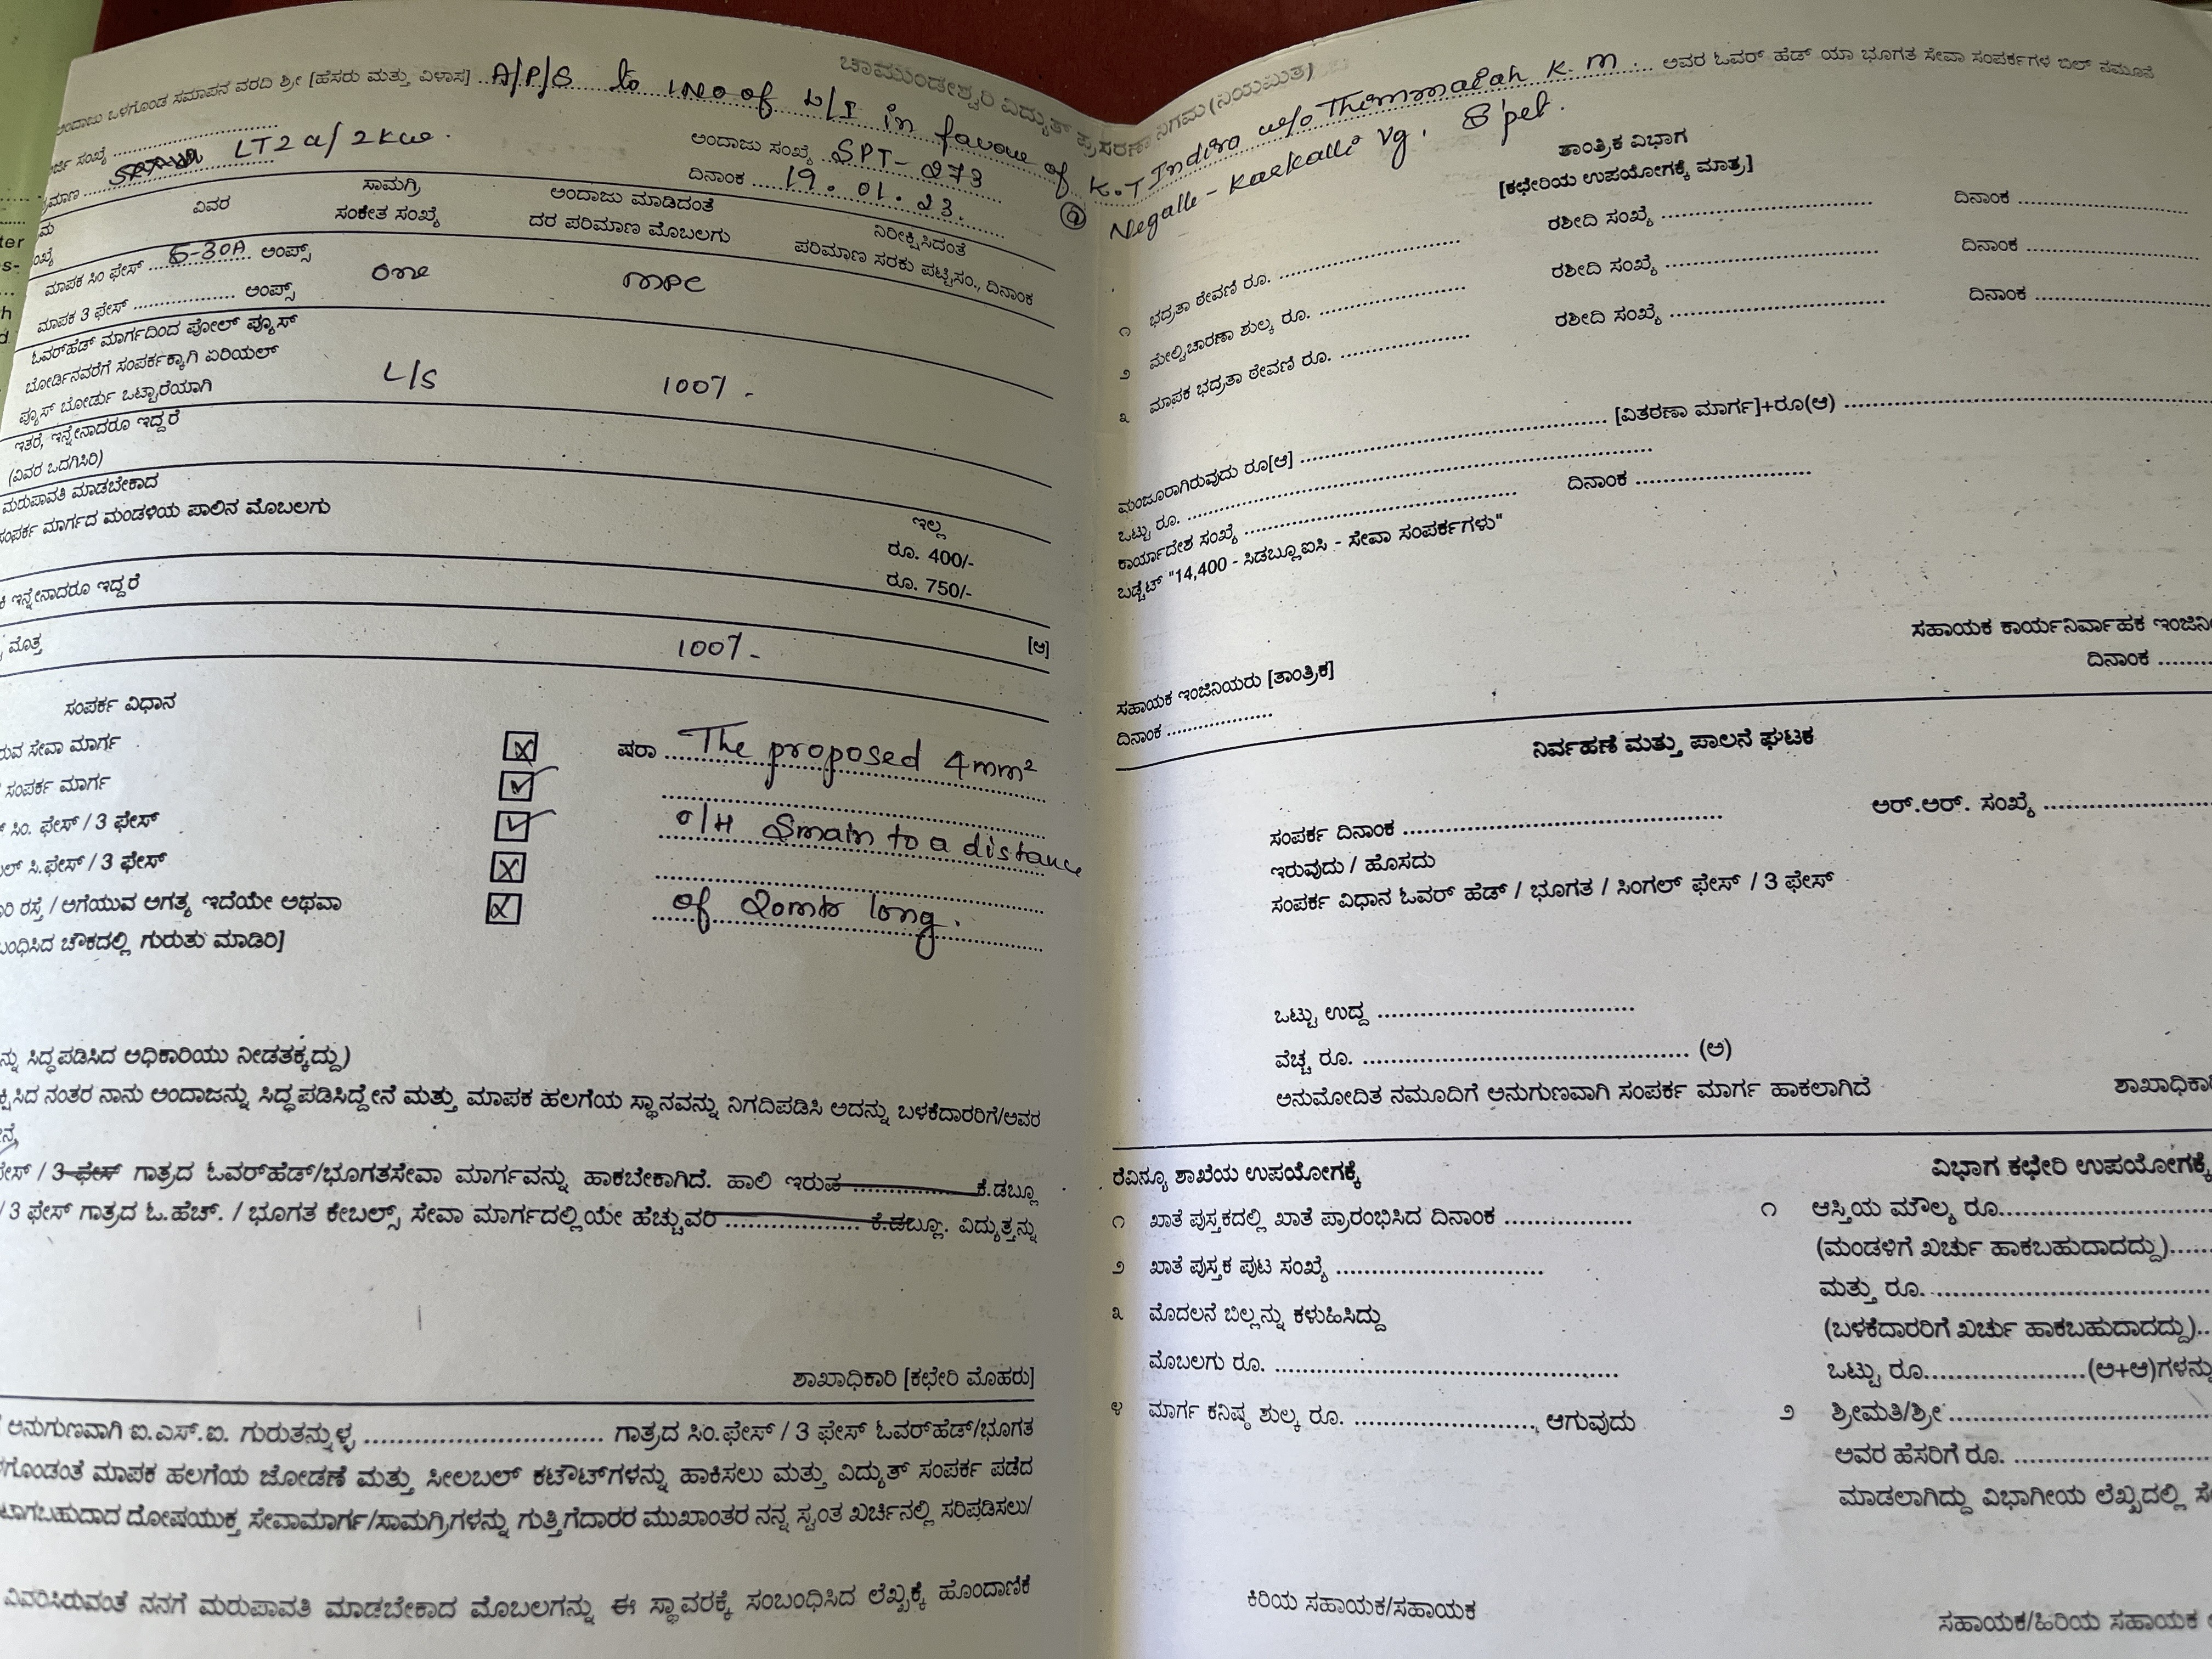 ಚಾಮುಂಡೇಶ್ವರಿ ವಿದ್ಯುತ್ ಪ್ರಸರಣಾ ನಿಗಮ (ನಿಯಮಿತ)
ಅಂದಾಜು ಒಳಗೊಂಡ ಸಮಾಪನ ವರದಿ ಶ್ರೀ [ಹೆಸರು ಮತ್ತು ವಿಳಾಸ] A/P/S to 1 no of L/I in favour of K.T Indira w/o Thimmaiah K.M ... ಅವರ ಓವರ್ ಹೆಡ್ ಯಾ ಭೂಗತ ಸೇವಾ ಸಂಪರ್ಕಗಳ ಬಿಲ್ ನಮೂನೆ
@ Negalle - Karkalli Vg. S'pet.
ಸಂಖ್ಯೆ ..........
LT2a/2kw.
ಅಂದಾಜು ಸಂಖ್ಯೆ SPT-273
ದಿನಾಂಕ 19.01.23.
ವಿವರ
ಸಾಮಗ್ರಿ
ಸಂಕೇತ ಸಂಖ್ಯೆ
ಅಂದಾಜು ಮಾಡಿದಂತೆ
ದರ ಪರಿಮಾಣ ಮೊಬಲಗು
ನಿರೀಕ್ಷಿಸಿದಂತೆ
ಪರಿಮಾಣ ಸರಕು ಪಟ್ಟಿಸಂ., ದಿನಾಂಕ
ಮಾಪಕ ಸಿಂ ಫೇಸ್ 5-30A ಅಂಪ್ಸ್ one mpc
ಮಾಪಕ 3 ಫೇಸ್ .......... ಅಂಪ್ಸ್
ಓವರ್‌ಹೆಡ್ ಮಾರ್ಗದಿಂದ ಪೋಲ್ ಫ್ಯೂಸ್
ಬೋರ್ಡಿನವರೆಗೆ ಸಂಪರ್ಕಕ್ಕಾಗಿ ಏರಿಯಲ್
ಫ್ಯೂಸ್ ಬೋರ್ಡು ಒಟ್ಟಾರೆಯಾಗಿ L/S 100/-
ಇತರೆ, ಇನ್ನೇನಾದರೂ ಇದ್ದರೆ
(ವಿವರ ಒದಗಿಸಿರಿ)
ಮರುಪಾವತಿ ಮಾಡಬೇಕಾದ
ಸಂಪರ್ಕ ಮಾರ್ಗದ ಮಂಡಳಿಯ ಪಾಲಿನ ಮೊಬಲಗು
ಇಲ್ಲ
ರೂ. 400/-
ರೂ. 750/-
ಇನ್ನೇನಾದರೂ ಇದ್ದರೆ
ಮೊತ್ತ 100/- [ಆ]
ಸಂಪರ್ಕ ವಿಧಾನ
ಸೇವಾ ಮಾರ್ಗ
ಸಂಪರ್ಕ ಮಾರ್ಗ
ಸಿಂ. ಫೇಸ್ / 3 ಫೇಸ್
ಸಿ.ಫೇಸ್ / 3 ಫೇಸ್
ರಸ್ತೆ / ಅಗೆಯುವ ಅಗತ್ಯ ಇದೆಯೇ ಅಥವಾ
ಚೌಕದಲ್ಲಿ ಗುರುತು ಮಾಡಿರಿ]
ಷರಾ The proposed 4mm²
O/H Smain to a distance
of 20mtr long.
ಸಿದ್ಧಪಡಿಸಿದ ಅಧಿಕಾರಿಯು ನೀಡತಕ್ಕದ್ದು)
ನಂತರ ನಾನು ಅಂದಾಜನ್ನು ಸಿದ್ಧಪಡಿಸಿದ್ದೇನೆ ಮತ್ತು ಮಾಪಕ ಹಲಗೆಯ ಸ್ಥಾನವನ್ನು ನಿಗದಿಪಡಿಸಿ ಅದನ್ನು ಬಳಕೆದಾರರಿಗೆ/ಅವರ
/ 3 ಫೇಸ್ ಗಾತ್ರದ ಓವರ್‌ಹೆಡ್/ಭೂಗತಸೇವಾ ಮಾರ್ಗವನ್ನು ಹಾಕಬೇಕಾಗಿದೆ. ಹಾಲಿ ಇರುವ .......... ಕೆ.ಡಬ್ಲೂ
/ 3 ಫೇಸ್ ಗಾತ್ರದ ಓ.ಹೆಚ್. / ಭೂಗತ ಕೇಬಲ್ಸ್ ಸೇವಾ ಮಾರ್ಗದಲ್ಲಿಯೇ ಹೆಚ್ಚುವರಿ .......... ಕೆ.ಡಬ್ಲೂ. ವಿದ್ಯುತ್ತನ್ನು
ಶಾಖಾಧಿಕಾರಿ [ಕಛೇರಿ ಮೊಹರು]
ಅನುಗುಣವಾಗಿ ಐ.ಎಸ್.ಐ. ಗುರುತನ್ನುಳ್ಳ .......... ಗಾತ್ರದ ಸಿಂ.ಫೇಸ್ / 3 ಫೇಸ್ ಓವರ್‌ಹೆಡ್/ಭೂಗತ
ಮಾಪಕ ಹಲಗೆಯ ಜೋಡಣೆ ಮತ್ತು ಸೀಲಬಲ್ ಕಟೌಟ್‌ಗಳನ್ನು ಹಾಕಿಸಲು ಮತ್ತು ವಿದ್ಯುತ್ ಸಂಪರ್ಕ ಪಡೆದ
ದೋಷಯುಕ್ತ ಸೇವಾಮಾರ್ಗ/ಸಾಮಗ್ರಿಗಳನ್ನು ಗುತ್ತಿಗೆದಾರರ ಮುಖಾಂತರ ನನ್ನ ಸ್ವಂತ ಖರ್ಚಿನಲ್ಲಿ ಸರಿಪಡಿಸಲು/
ವಿವರಿಸಿರುವಂತೆ ನನಗೆ ಮರುಪಾವತಿ ಮಾಡಬೇಕಾದ ಮೊಬಲಗನ್ನು ಈ ಸ್ಥಾವರಕ್ಕೆ ಸಂಬಂಧಿಸಿದ ಲೆಖ್ಖಕ್ಕೆ ಹೊಂದಾಣಿಕೆ
ತಾಂತ್ರಿಕ ವಿಭಾಗ
[ಕಛೇರಿಯ ಉಪಯೋಗಕ್ಕೆ ಮಾತ್ರ]
೧ ಭದ್ರತಾ ಠೇವಣಿ ರೂ. .......... ರಶೀದಿ ಸಂಖ್ಯೆ .......... ದಿನಾಂಕ ..........
೨ ಮೇಲ್ವಿಚಾರಣಾ ಶುಲ್ಕ ರೂ. .......... ರಶೀದಿ ಸಂಖ್ಯೆ .......... ದಿನಾಂಕ ..........
೩ ಮಾಪಕ ಭದ್ರತಾ ಠೇವಣಿ ರೂ. .......... ರಶೀದಿ ಸಂಖ್ಯೆ .......... ದಿನಾಂಕ ..........
ಮಂಜೂರಾಗಿರುವುದು ರೂ[ಆ] .......... [ವಿತರಣಾ ಮಾರ್ಗ]+ರೂ(ಆ) ..........
ಒಟ್ಟು ರೂ. ..........
ಕಾರ್ಯಾದೇಶ ಸಂಖ್ಯೆ .......... ದಿನಾಂಕ ..........
ಬಡ್ಜೆಟ್ "14,400 - ಸಿಡಬ್ಲೂಐಸಿ - ಸೇವಾ ಸಂಪರ್ಕಗಳು"
ಸಹಾಯಕ ಕಾರ್ಯನಿರ್ವಾಹಕ
ದಿನಾಂಕ ..........
ಸಹಾಯಕ ಇಂಜಿನಿಯರು [ತಾಂತ್ರಿಕ]
ದಿನಾಂಕ ..........
ನಿರ್ವಹಣೆ ಮತ್ತು ಪಾಲನೆ ಘಟಕ
ಸಂಪರ್ಕ ದಿನಾಂಕ .......... ಆರ್.ಆರ್. ಸಂಖ್ಯೆ ..........
ಇರುವುದು / ಹೊಸದು
ಸಂಪರ್ಕ ವಿಧಾನ ಓವರ್ ಹೆಡ್ / ಭೂಗತ / ಸಿಂಗಲ್ ಫೇಸ್ / 3 ಫೇಸ್
ಒಟ್ಟು ಉದ್ದ ..........
ವೆಚ್ಚ ರೂ. .......... (ಅ)
ಅನುಮೋದಿತ ನಮೂದಿಗೆ ಅನುಗುಣವಾಗಿ ಸಂಪರ್ಕ ಮಾರ್ಗ ಹಾಕಲಾಗಿದೆ
ರೆವಿನ್ಯೂ ಶಾಖೆಯ ಉಪಯೋಗಕ್ಕೆ
೧ ಖಾತೆ ಪುಸ್ತಕದಲ್ಲಿ ಖಾತೆ ಪ್ರಾರಂಭಿಸಿದ ದಿನಾಂಕ ..........
೨ ಖಾತೆ ಪುಸ್ತಕ ಪುಟ ಸಂಖ್ಯೆ ..........
೩ ಮೊದಲನೆ ಬಿಲ್ಲನ್ನು ಕಳುಹಿಸಿದ್ದು
ಮೊಬಲಗು ರೂ. ..........
೪ ಮಾರ್ಗ ಕನಿಷ್ಠ ಶುಲ್ಕ ರೂ. .......... ಆಗುವುದು
ಕಿರಿಯ ಸಹಾಯಕ/ಸಹಾಯಕ
ವಿಭಾಗ ಕಛೇರಿ ಉಪಯೋಗಕ್ಕೆ
೧ ಆಸ್ತಿಯ ಮೌಲ್ಯ ರೂ..........
(ಮಂಡಳಿಗೆ ಖರ್ಚು ಹಾಕಬಹುದಾದದ್ದು)......
ಮತ್ತು ರೂ. ..........
(ಬಳಕೆದಾರರಿಗೆ ಖರ್ಚು ಹಾಕಬಹುದಾದದ್ದು)..
ಒಟ್ಟು ರೂ..........(ಅ+ಆ)ಗಳನ್ನು
೨ ಶ್ರೀಮತಿ/ಶ್ರೀ ..........
ಅವರ ಹೆಸರಿಗೆ ರೂ. ..........
ಮಾಡಲಾಗಿದ್ದು ವಿಭಾಗೀಯ ಲೆಖ್ಖದಲ್ಲಿ
ಸಹಾಯಕ/ಹಿರಿಯ ಸಹಾಯಕ